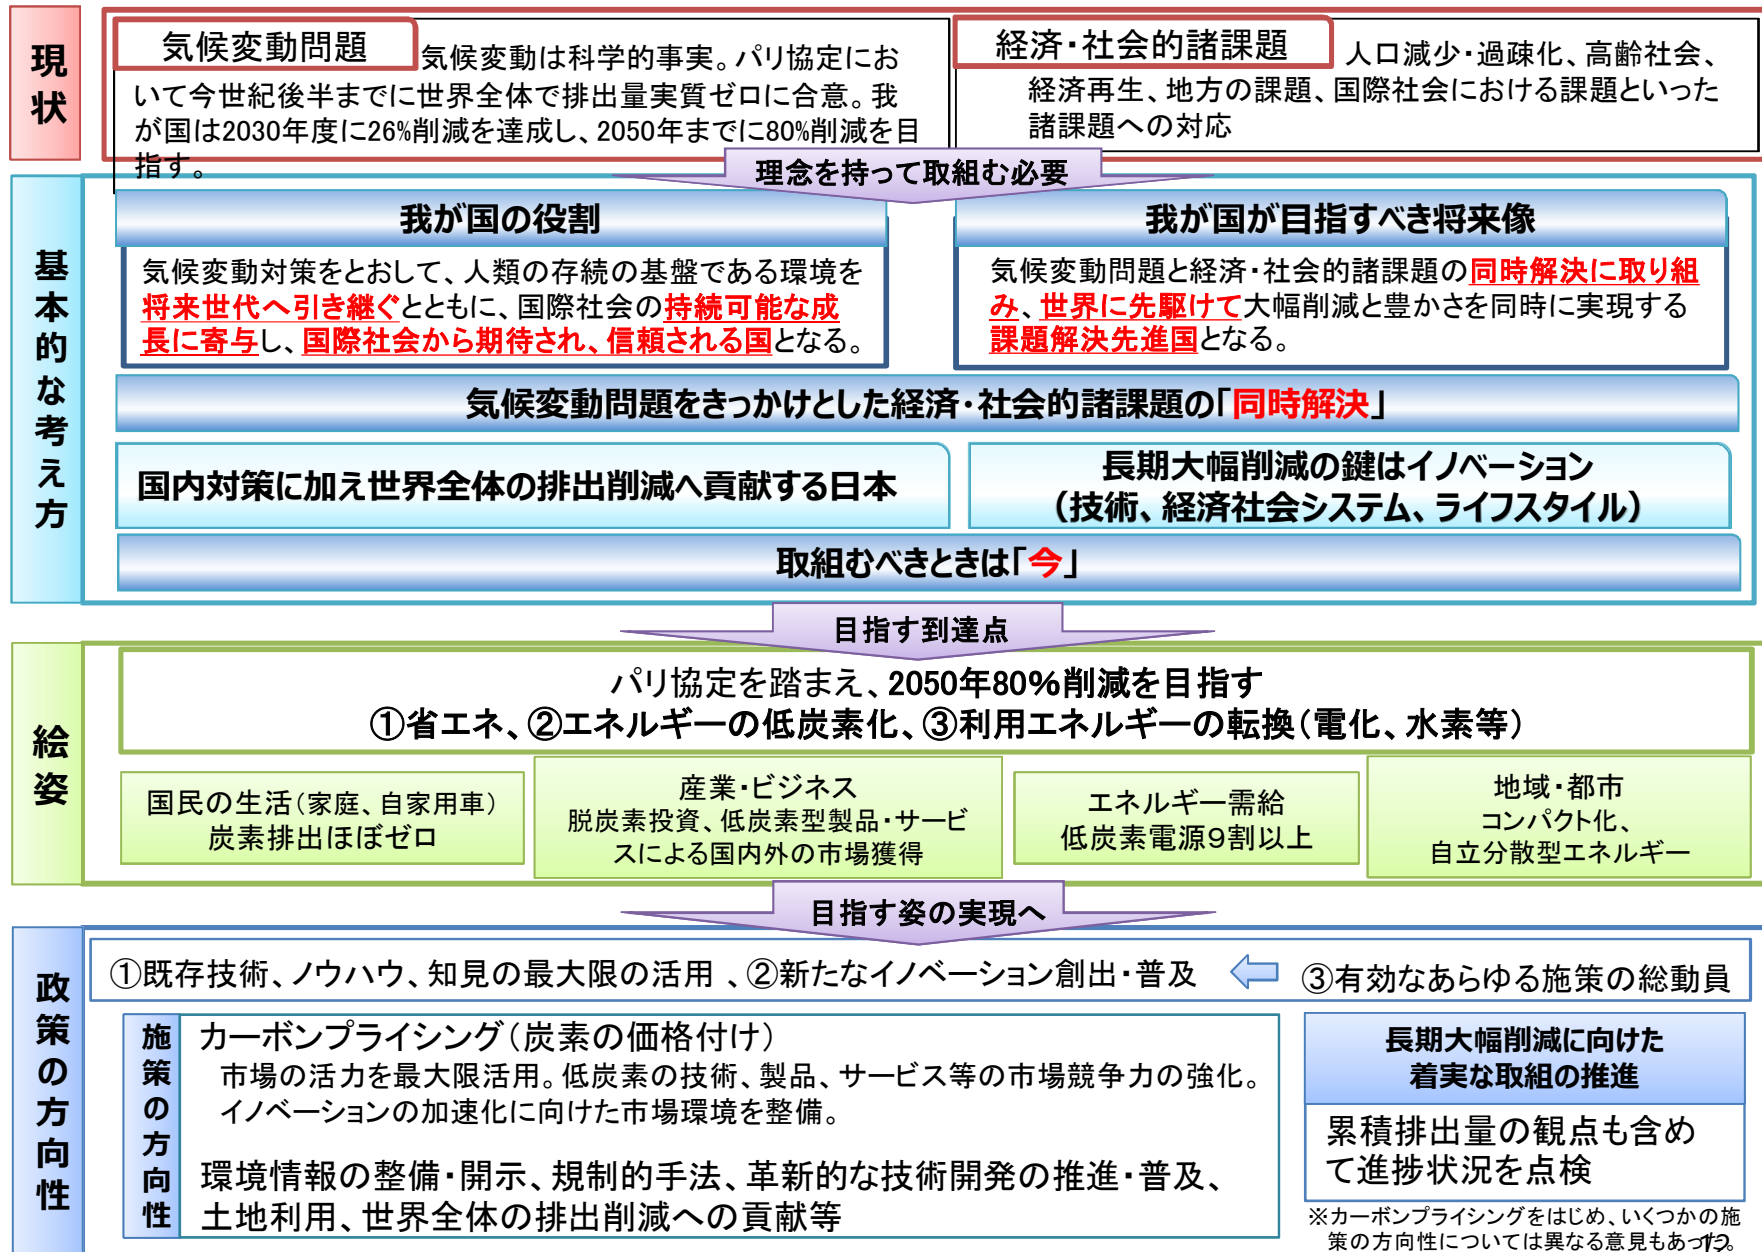 現状
気候変動問題
気候変動は科学的事実。パリ協定にお
いて今世紀後半までに世界全体で排出量実質ゼロに合意。我
が国は2030年度に26%削減を達成し、2050年までに80%削減を目
指す。
経済・社会的諸課題
人口減少・過疎化、高齢社会、
経済再生、地方の課題、国際社会における課題といった
諸課題への対応
理念を持って取組む必要
基本的な考え方
我が国の役割
気候変動対策をとおして、人類の存続の基盤である環境を
将来世代へ引き継ぐとともに、国際社会の持続可能な成
長に寄与し、国際社会から期待され、信頼される国となる。
我が国が目指すべき将来像
気候変動問題と経済・社会的諸課題の同時解決に取り組
み、世界に先駆けて大幅削減と豊かさを同時に実現する
課題解決先進国となる。
気候変動問題をきっかけとした経済・社会的諸課題の「同時解決」
国内対策に加え世界全体の排出削減へ貢献する日本
長期大幅削減の鍵はイノベーション
（技術、経済社会システム、ライフスタイル）
取組むべきときは「今」
目指す到達点
絵姿
パリ協定を踏まえ、2050年80％削減を目指す
①省エネ、②エネルギーの低炭素化、③利用エネルギーの転換（電化、水素等）
国民の生活（家庭、自家用車）
炭素排出ほぼゼロ
産業・ビジネス
脱炭素投資、低炭素型製品・サービ
スによる国内外の市場獲得
エネルギー需給
低炭素電源９割以上
地域・都市
コンパクト化、
自立分散型エネルギー
目指す姿の実現へ
政策の方向性
①既存技術、ノウハウ、知見の最大限の活用 、②新たなイノベーション創出・普及
③有効なあらゆる施策の総動員
施策の方向性
カーボンプライシング（炭素の価格付け）
市場の活力を最大限活用。低炭素の技術、製品、サービス等の市場競争力の強化。
イノベーションの加速化に向けた市場環境を整備。
環境情報の整備・開示、規制的手法、革新的な技術開発の推進・普及、
土地利用、世界全体の排出削減への貢献等
長期大幅削減に向けた
着実な取組の推進
累積排出量の観点も含め
て進捗状況を点検
※カーボンプライシングをはじめ、いくつかの施
策の方向性については異なる意見もあった。
12